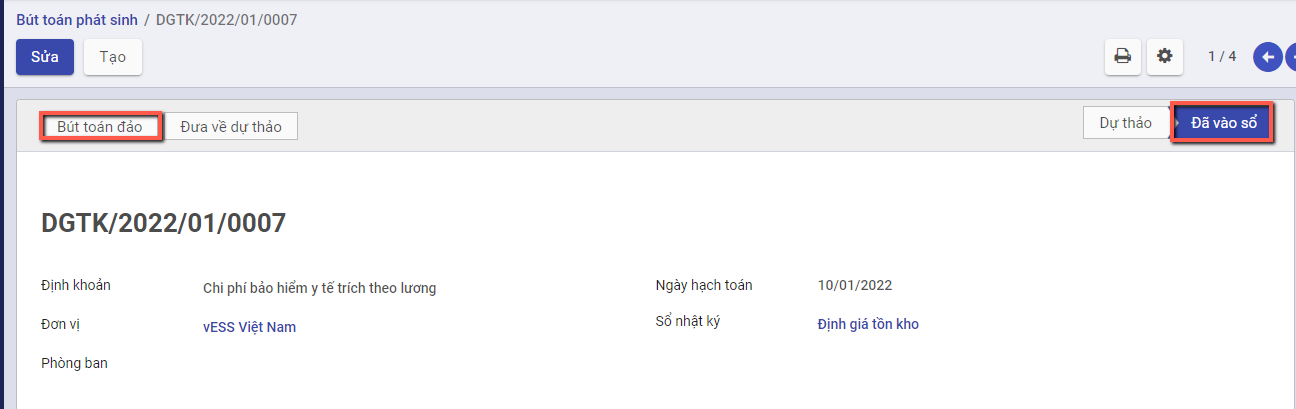 Bút toán phát sinh / DGTK/2022/01/0007
Sửa Tạo 1 / 4
Bút toán đảo Đưa về dự thảo Dự thảo Đã vào sổ
DGTK/2022/01/0007
Định khoản Chi phí bảo hiểm y tế trích theo lương Ngày hạch toán 10/01/2022
Đơn vị vESS Việt Nam Sổ nhật ký Định giá tồn kho
Phòng ban